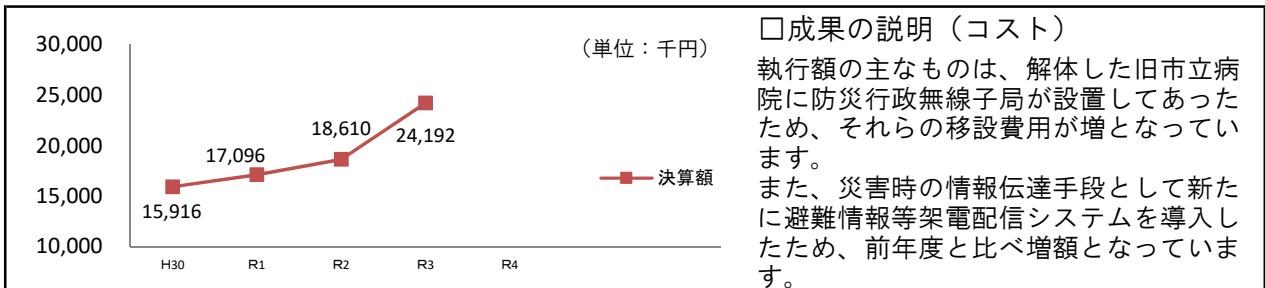 30,000
25,000
20,000
15,000
10,000
（単位：千円）
15,916
17,096
18,610
24,192
決算額
H30
R1
R2
R3
R4
□成果の説明（コスト）
執行額の主なものは、解体した旧市立病
院に防災行政無線子局が設置してあった
ため、それらの移設費用が増となってい
ます。
また、災害時の情報伝達手段として新た
に避難情報等架電配信システムを導入し
たため、前年度と比べ増額となっていま
す。